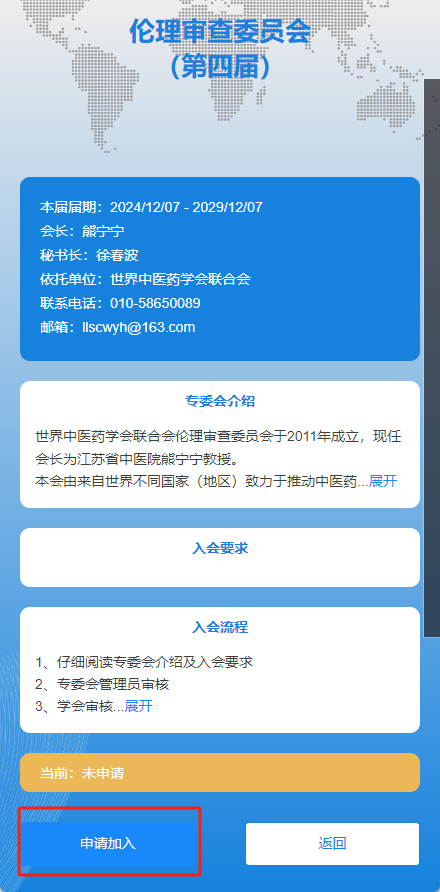 伦理审查委员会
（第四届）
本届届期：2024/12/07 - 2029/12/07
会长：熊宁宁
秘书长：徐春波
依托单位：世界中医药学会联合会
联系电话：010-58650089
邮箱：llscwyh@163.com
专委会介绍
世界中医药学会联合会伦理审查委员会于2011年成立，现任
会长为江苏省中医院熊宁宁教授。
本会由来自世界不同国家（地区）致力于推动中医药...展开
入会要求
入会流程
1、仔细阅读专委会介绍及入会要求
2、专委会管理员审核
3、学会审核...展开
当前：未申请
申请加入
返回